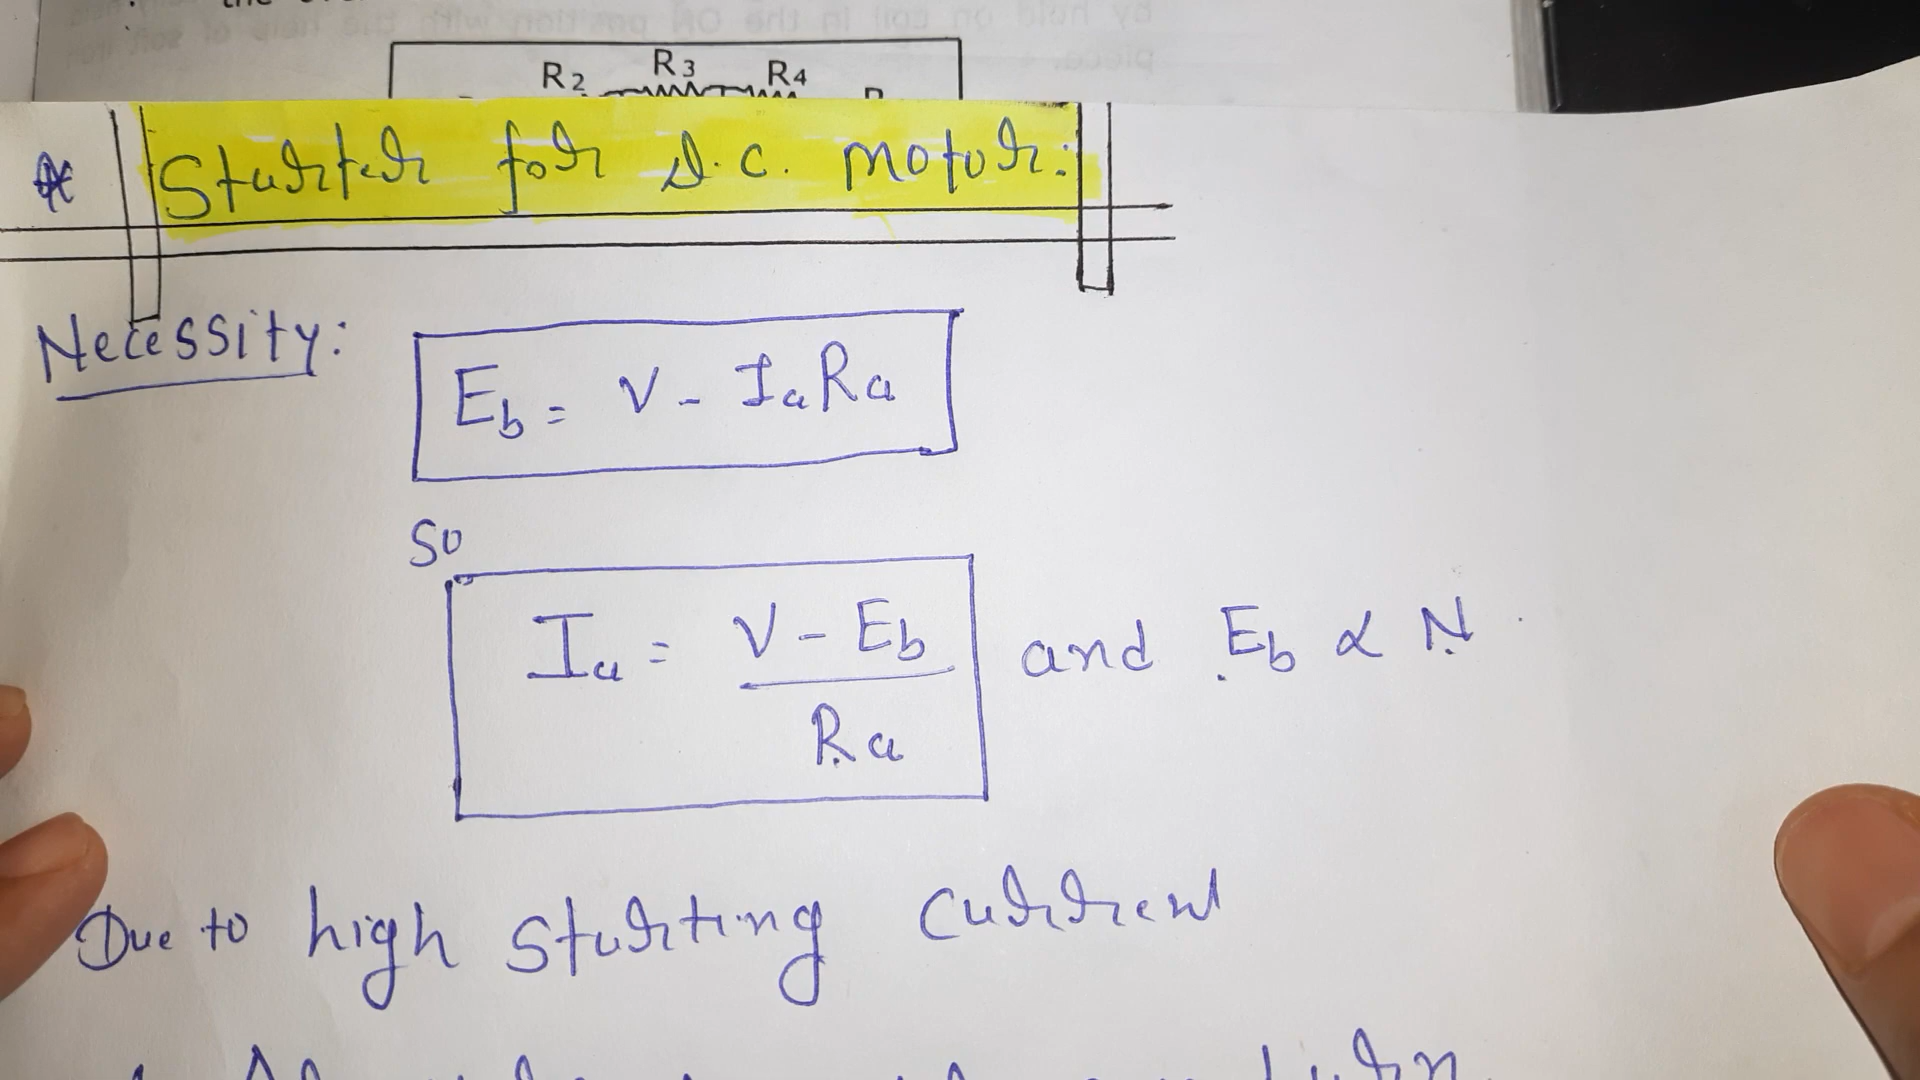 R2 R3 R4
Starter for D.C. Motor:
Necessity:
Eb = V - IaRa
So
Ia = V - Eb / Ra and Eb ∝ N
Due to high starting current